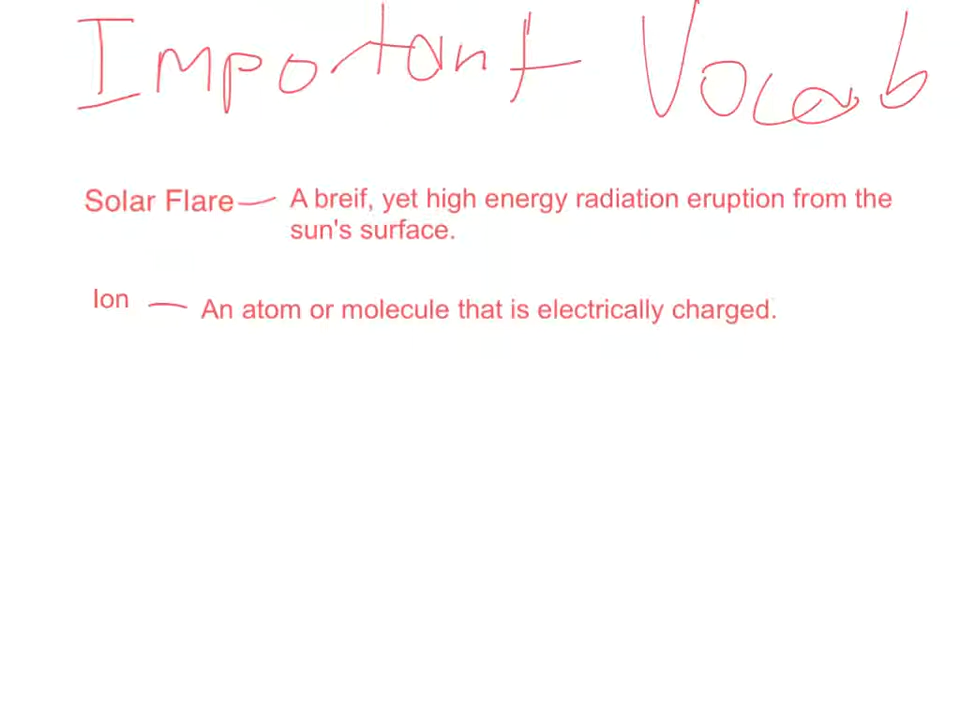 Important Vocab
Solar Flare — A breif, yet high energy radiation eruption from the
sun's surface.
Ion — An atom or molecule that is electrically charged.